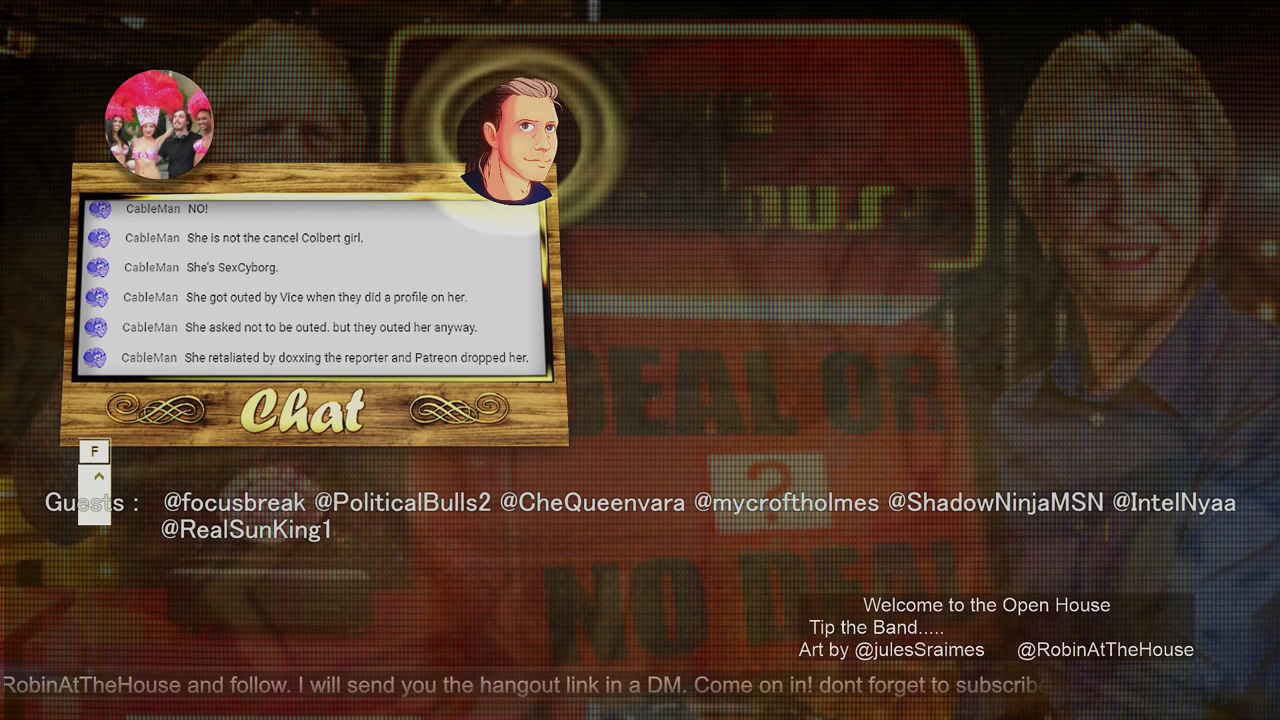 CableMan NO!
CableMan She is not the cancel Colbert girl.
CableMan She's SexCyborg.
CableMan She got outed by Vice when they did a profile on her.
CableMan She asked not to be outed. but they outed her anyway.
CableMan She retaliated by doxxing the reporter and Patreon dropped her.
Chat
F
Guests : @focusbreak @PoliticalBulls2 @CheQueenvara @mycroftholmes @ShadowNinjaMSN @IntelNyaa
@RealSunKing1
DEAL OR
?
NO DEAL
Welcome to the Open House
Tip the Band.....
Art by @julesSraimes @RobinAtTheHouse
RobinAtTheHouse and follow. I will send you the hangout link in a DM. Come on in! dont forget to subscribe